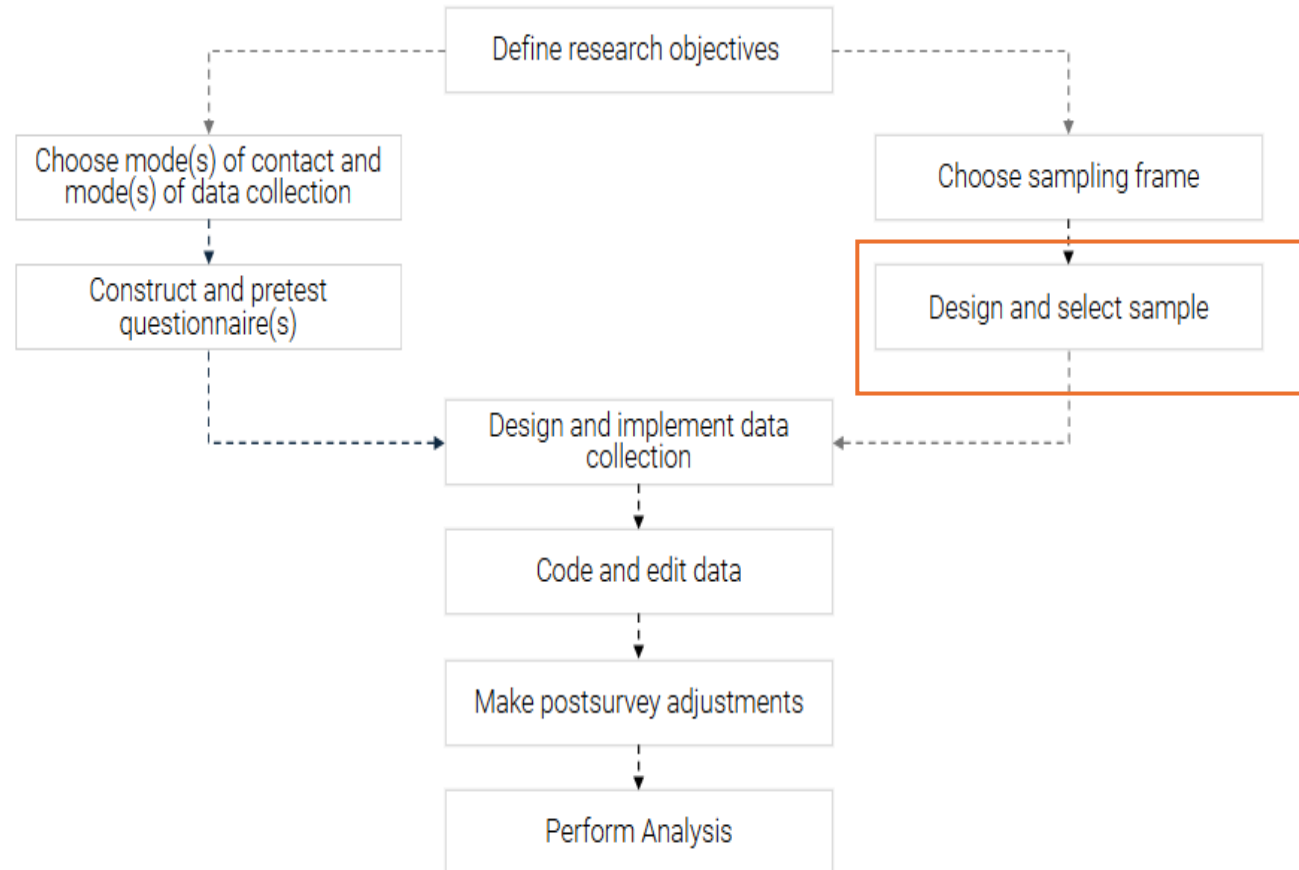 Define research objectives
Choose mode(s) of contact and
mode(s) of data collection
Choose sampling frame
Construct and pretest
questionnaire(s)
Design and select sample
Design and implement data
collection
Code and edit data
Make postsurvey adjustments
Perform Analysis